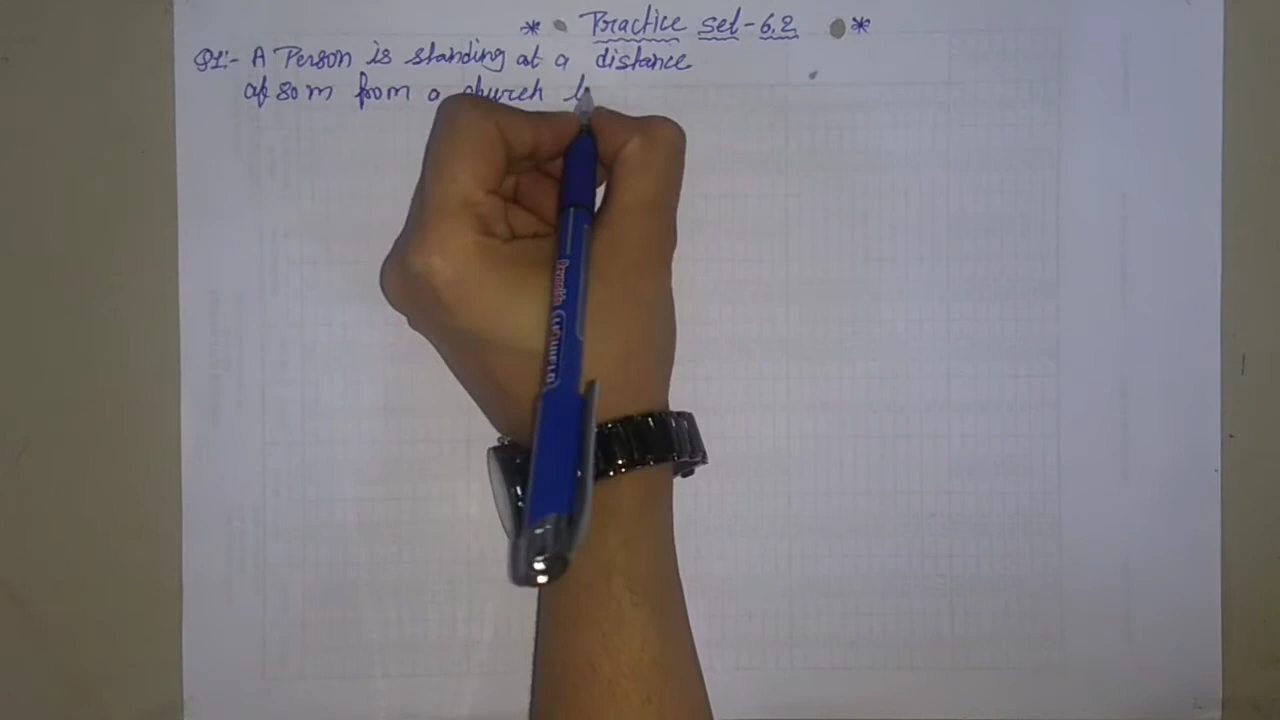 * Practice set-6.2 *
Q1:- A Person is standing at a distance
of 80 m from a church l